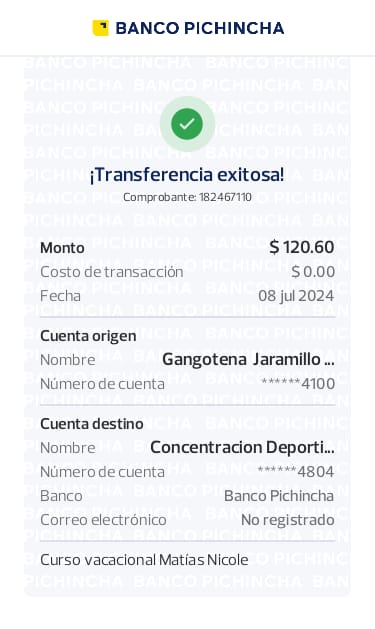 BANCO PICHINCHA
¡Transferencia exitosa!
Comprobante: 182467110
Monto $ 120.60
Costo de transacción $ 0.00
Fecha 08 jul 2024
Cuenta origen
Nombre Gangotena Jaramillo ...
Número de cuenta ******4100
Cuenta destino
Nombre Concentracion Deporti...
Número de cuenta ******4804
Banco Banco Pichincha
Correo electrónico No registrado
Curso vacacional Matías Nicole